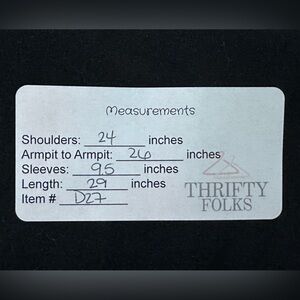 Measurements
Shoulders: 24 inches
Armpit to Armpit: 26 inches
Sleeves: 9.5 inches
Length: 29 inches
Item # D27
THRIFTY
FOLKS